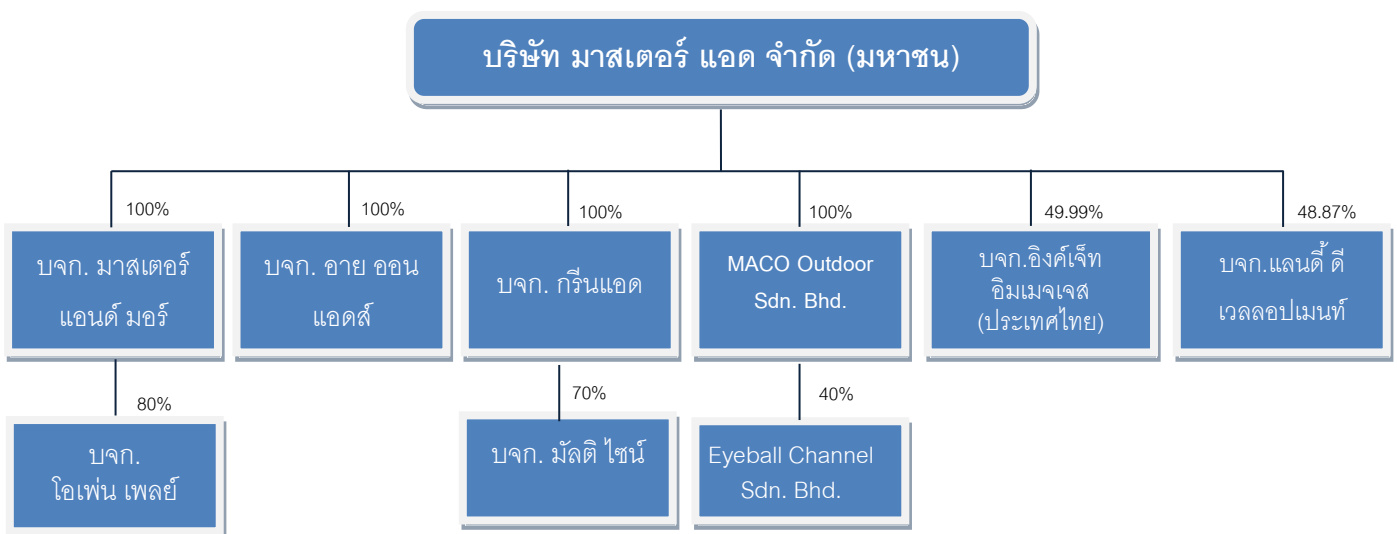 บริษัท มาสเตอร์ แอด จำกัด (มหาชน)
100%
100%
100%
100%
49.99%
48.87%
บจก. มาสเตอร์
แอนด์ มอร์
บจก. อาย ออน
แอดส์
บจก. กรีนแอด
MACO Outdoor
Sdn. Bhd.
บจก.อิงค์เจ็ท
อิมเมจเจส
(ประเทศไทย)
บจก.แลนดี้ ดี
เวลลอปเมนท์
80%
70%
40%
บจก.
โอเพ่น เพลย์
บจก. มัลติ ไซน์
Eyeball Channel
Sdn. Bhd.